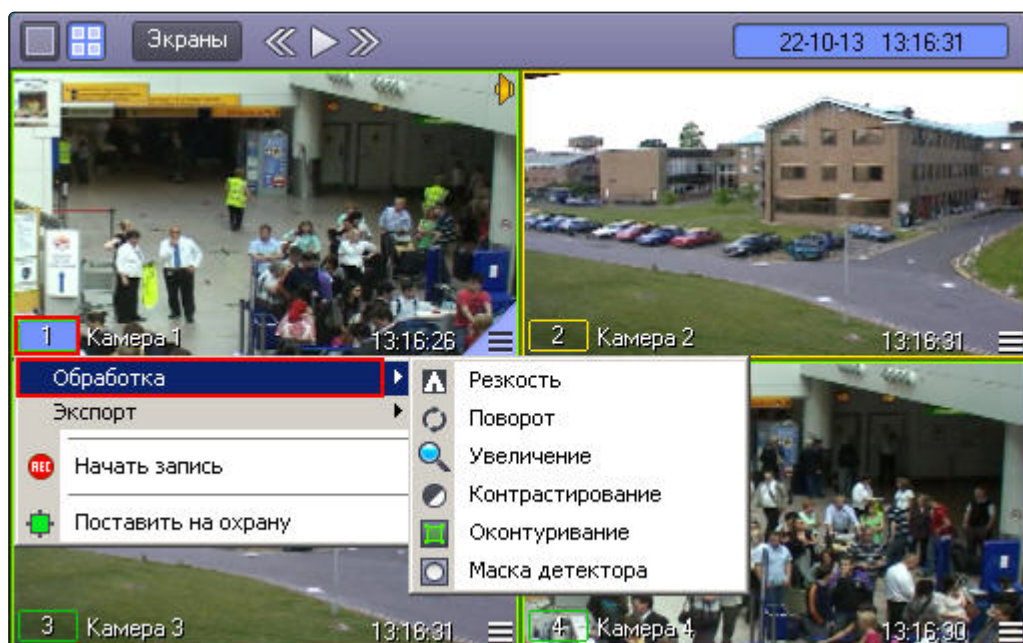 Экраны
22-10-13 13:16:31
1 Камера 1 13:16:26
2 Камера 2 13:16:31
Обработка
Экспорт
REC Начать запись
Поставить на охрану
Резкость
Поворот
Увеличение
Контрастирование
Оконтуривание
Маска детектора
3 Камера 3 13:16:31
4 Камера 4 13:16:30